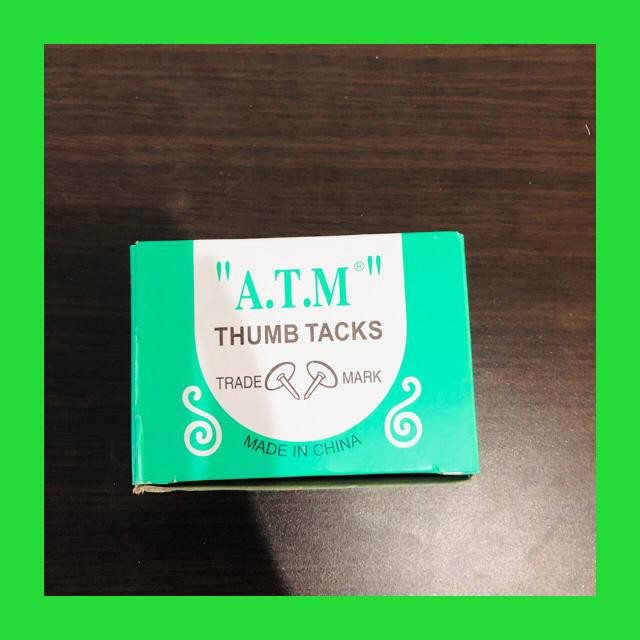 "A.T.M®"
THUMB TACKS
TRADE MARK
MADE IN CHINA